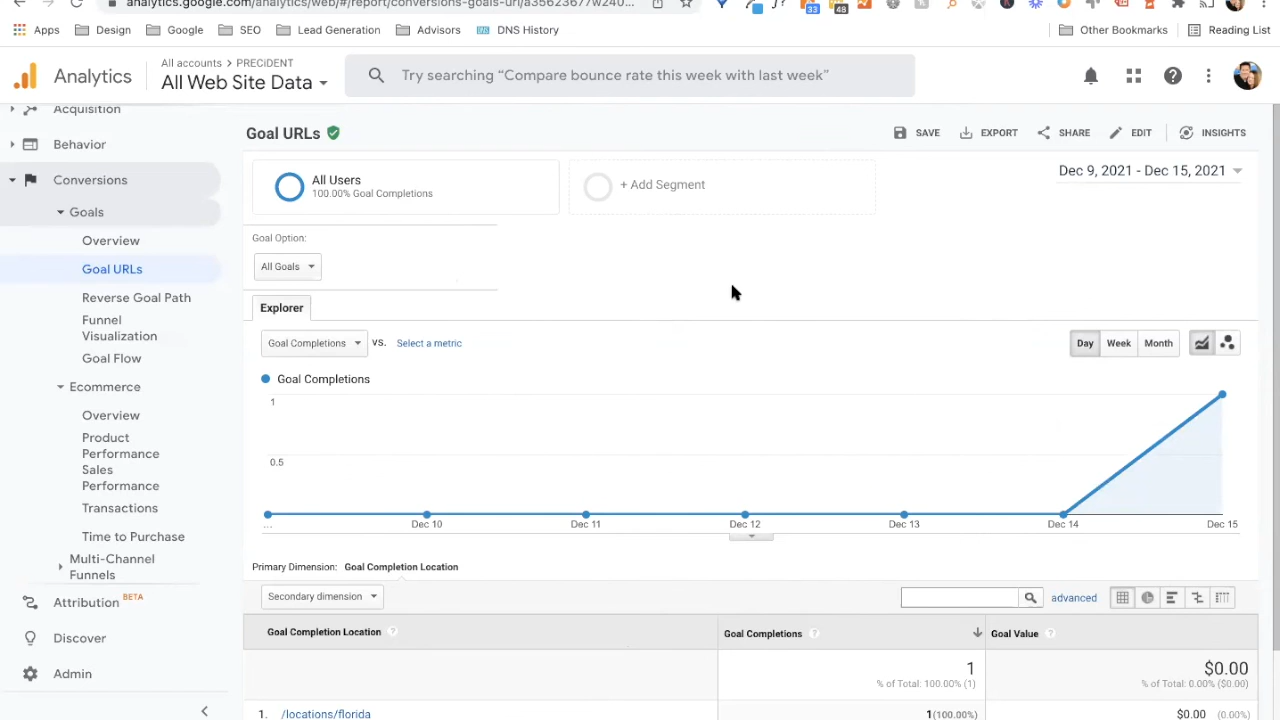 analytics.google.com/analytics/web/#/report/conversions-goals-url/a35623677w240...
33
48
Apps
Design
Google
SEO
Lead Generation
Advisors
DNS History
Other Bookmarks
Reading List
Analytics
All accounts > PRECiDENT
All Web Site Data
Try searching “Compare bounce rate this week with last week”
Acquisition
Behavior
Conversions
Goals
Overview
Goal URLs
Reverse Goal Path
Funnel
Visualization
Goal Flow
Ecommerce
Overview
Product
Performance
Sales
Performance
Transactions
Time to Purchase
Multi-Channel
Funnels
Attribution BETA
Discover
Admin
Goal URLs
SAVE
EXPORT
SHARE
EDIT
INSIGHTS
All Users
100.00% Goal Completions
+ Add Segment
Dec 9, 2021 - Dec 15, 2021
Goal Option:
All Goals
Explorer
Goal Completions
VS.
Select a metric
Day
Week
Month
Goal Completions
1
0.5
...
Dec 10
Dec 11
Dec 12
Dec 13
Dec 14
Dec 15
Primary Dimension: Goal Completion Location
Secondary dimension
advanced
Goal Completion Location
Goal Completions
Goal Value
1
% of Total: 100.00% (1)
$0.00
% of Total: 0.00% ($0.00)
1. /locations/florida
1(100.00%)
$0.00 (0.00%)